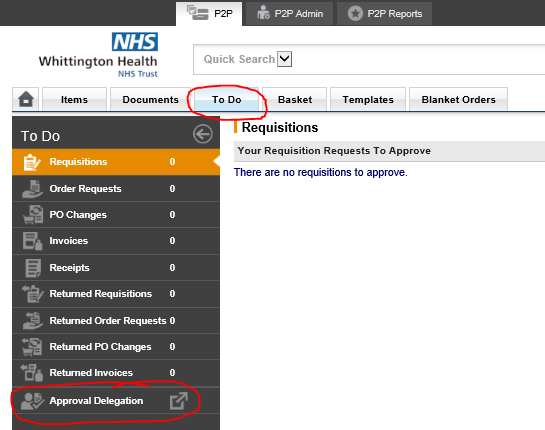 P2P
P2P Admin
P2P Reports
NHS
Whittington Health
NHS Trust
Quick Search
Items
Documents
To Do
Basket
Templates
Blanket Orders
To Do
Requisitions 0
Order Requests 0
PO Changes 0
Invoices 0
Receipts 0
Returned Requisitions 0
Returned Order Requests 0
Returned PO Changes 0
Returned Invoices 0
Approval Delegation
Requisitions
Your Requisition Requests To Approve
There are no requisitions to approve.